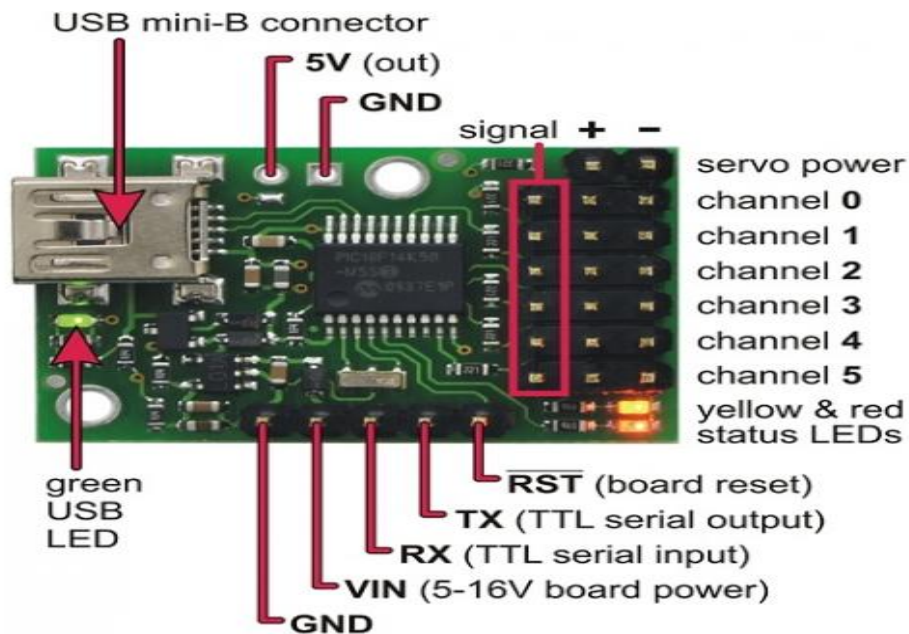 USB mini-B connector
5V (out)
GND
signal + −
servo power
channel 0
channel 1
channel 2
channel 3
channel 4
channel 5
yellow & red
status LEDs
green
USB
LED
RST (board reset)
TX (TTL serial output)
RX (TTL serial input)
VIN (5-16V board power)
GND